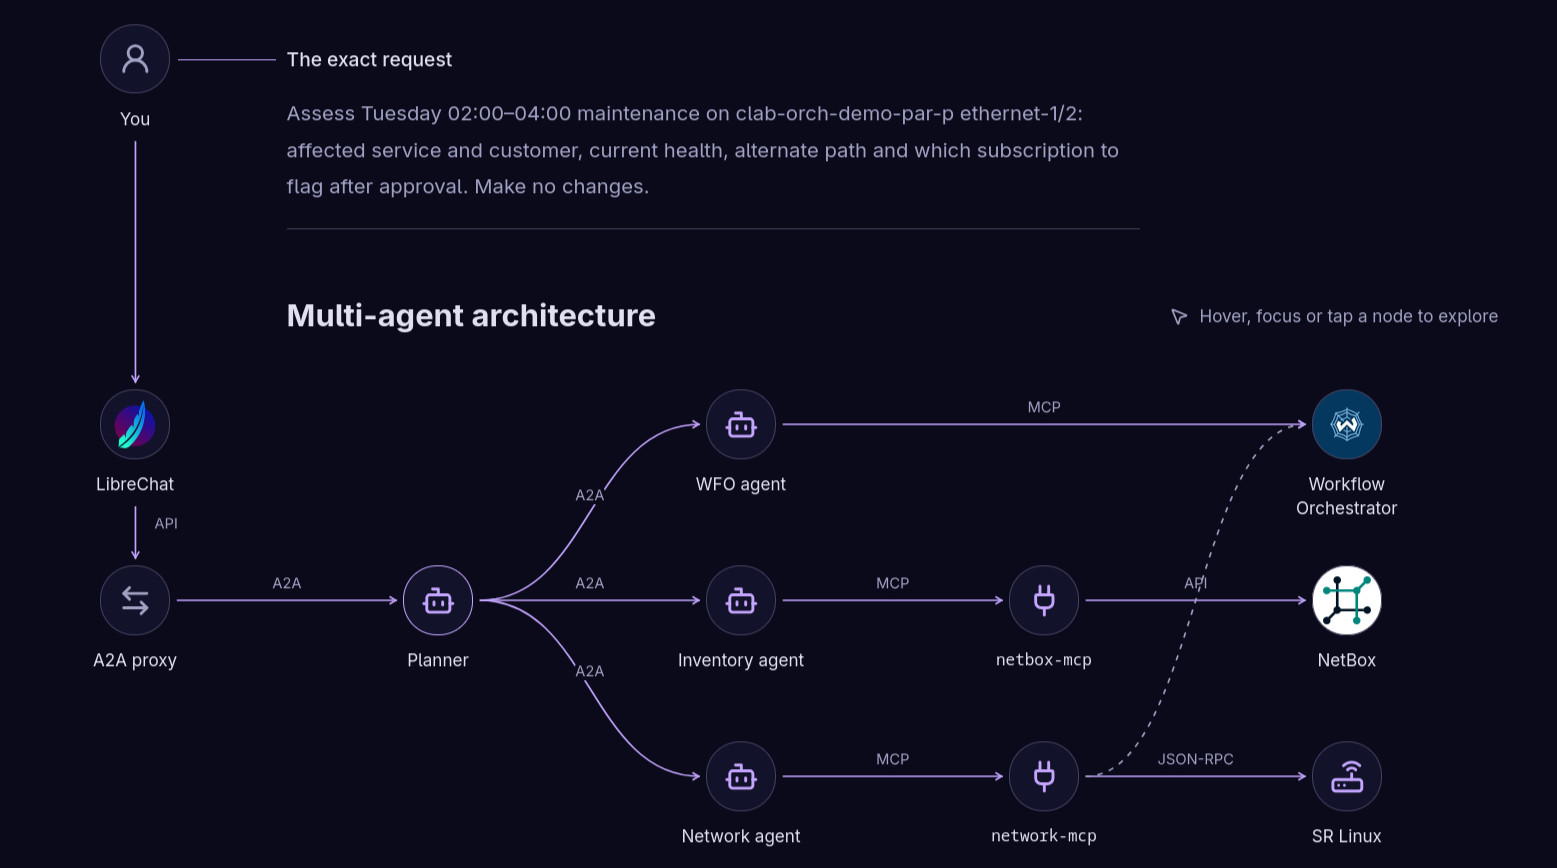 The exact request
You
Assess Tuesday 02:00–04:00 maintenance on clab-orch-demo-par-p ethernet-1/2:
affected service and customer, current health, alternate path and which subscription to
flag after approval. Make no changes.
Multi-agent architecture
Hover, focus or tap a node to explore
MCP
LibreChat
WFO agent
Workflow
Orchestrator
A2A
API
A2A
A2A
MCP
API
A2A proxy
Planner
Inventory agent
netbox-mcp
NetBox
A2A
MCP
JSON-RPC
Network agent
network-mcp
SR Linux